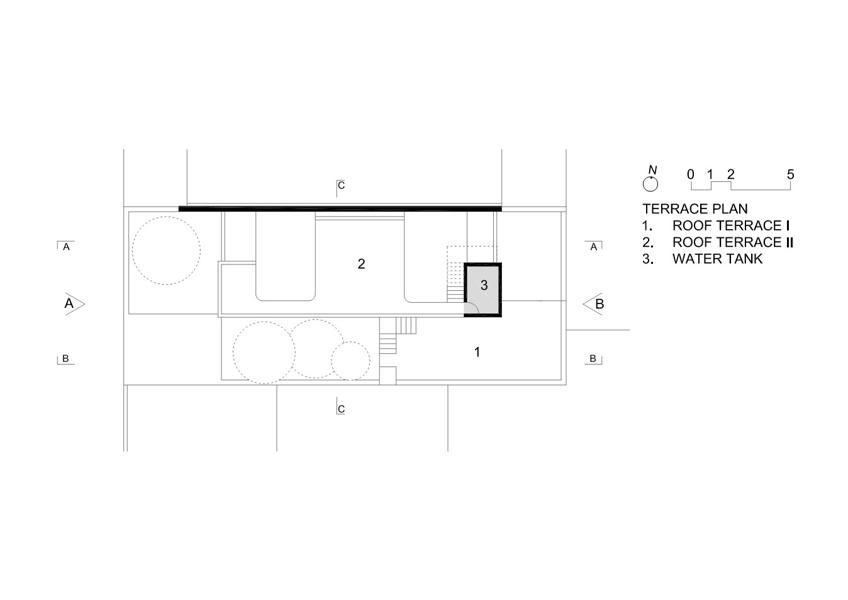 C
A
A
A
B
B
B
C
2
3
1
N
0 1 2 5
TERRACE PLAN
1. ROOF TERRACE I
2. ROOF TERRACE II
3. WATER TANK